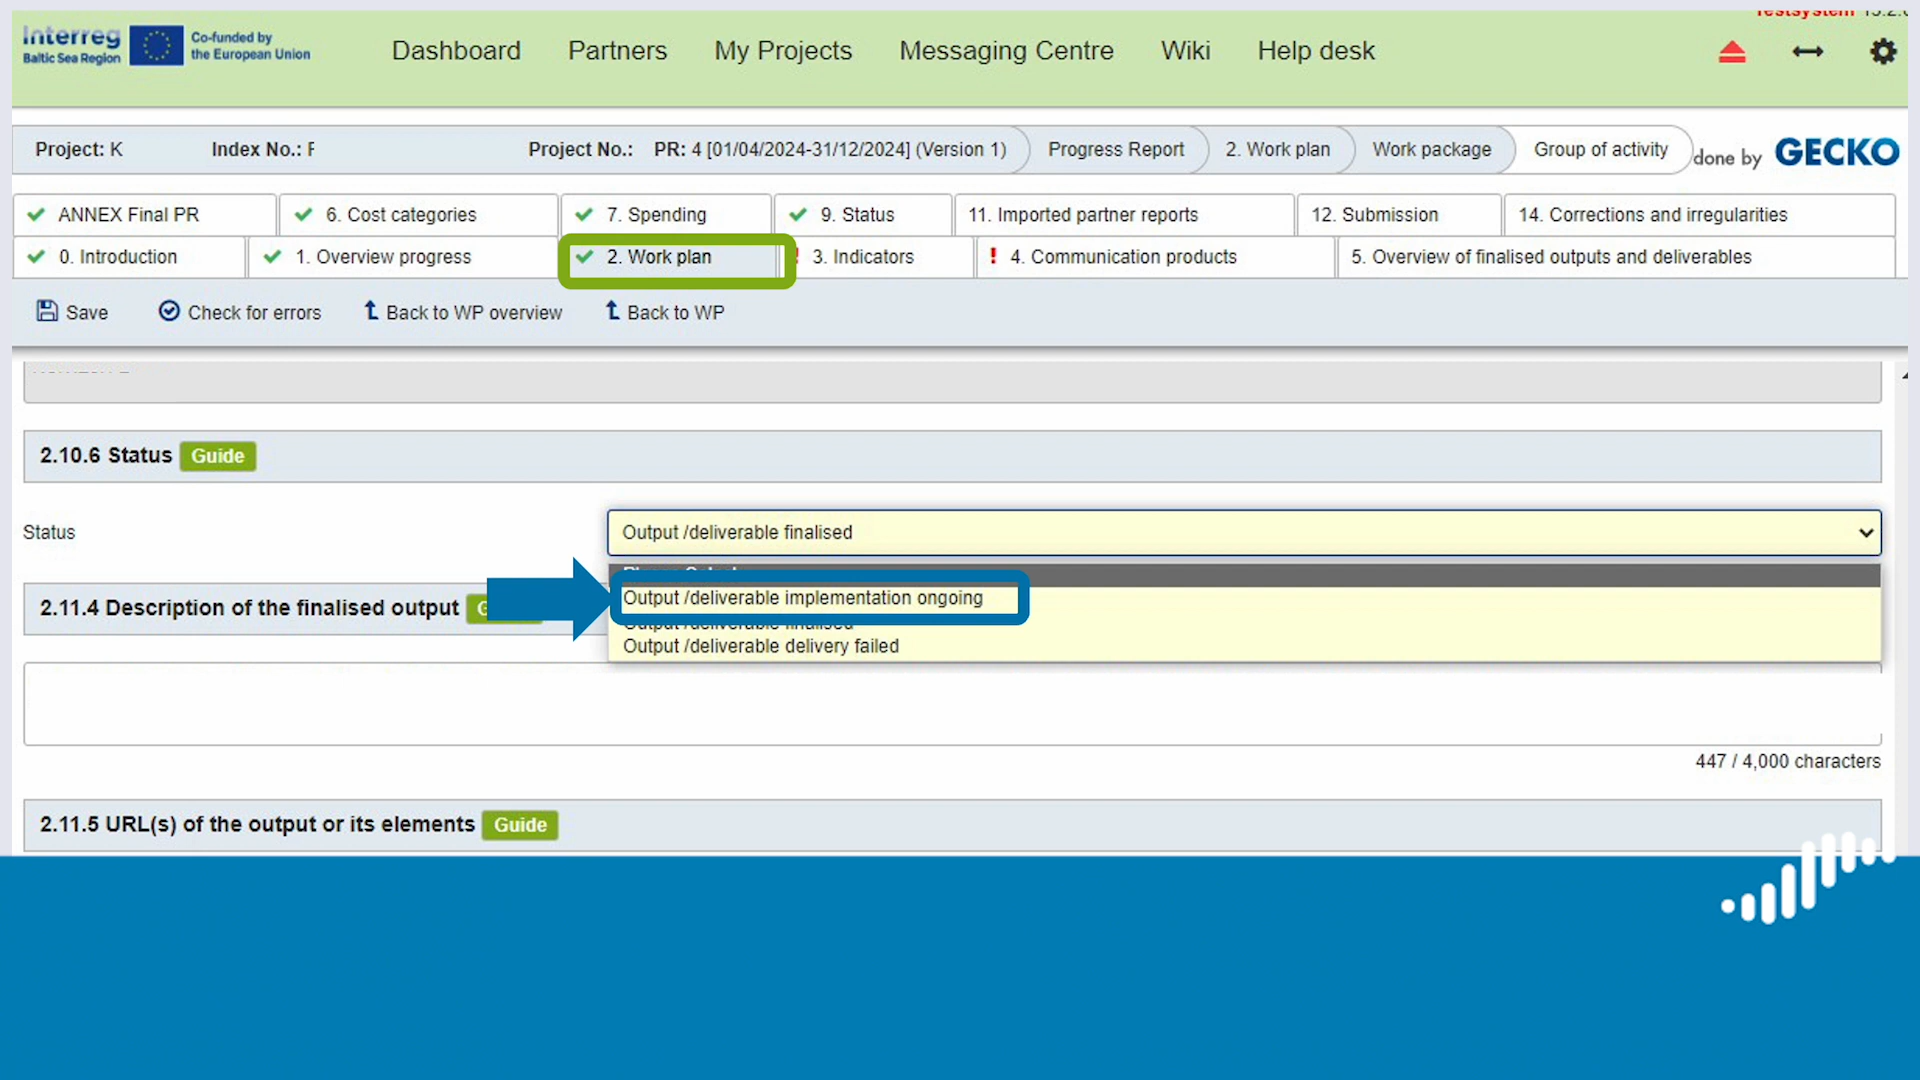 Testsystem
Interreg
Baltic Sea Region
Co-funded by
the European Union
Dashboard
Partners
My Projects
Messaging Centre
Wiki
Help desk
Project: K
Index No.: F
Project No.:
PR: 4 [01/04/2024-31/12/2024] (Version 1)
Progress Report
2. Work plan
Work package
Group of activity
done by GECKO
ANNEX Final PR
6. Cost categories
7. Spending
9. Status
11. Imported partner reports
12. Submission
14. Corrections and irregularities
0. Introduction
1. Overview progress
2. Work plan
! 3. Indicators
! 4. Communication products
5. Overview of finalised outputs and deliverables
Save
Check for errors
Back to WP overview
Back to WP
2.10.6 Status Guide
Status
Output /deliverable finalised
Output /deliverable implementation ongoing
Output /deliverable finalised
Output /deliverable delivery failed
2.11.4 Description of the finalised output
447 / 4,000 characters
2.11.5 URL(s) of the output or its elements Guide